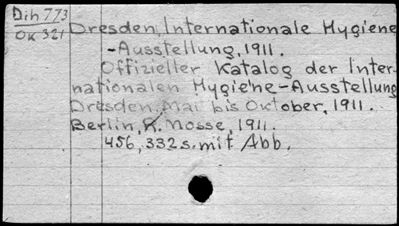 Dih 773
OK 321
Dresden, Internationale Hygiene
-Ausstellung, 1911.
Offizieller Katalog der Inter-
nationalen Hygiene-Ausstellung
Dresden, Mai bis Oktober, 1911.
Berlin, R. Mosse, 1911.
456, 332 s. mit Abb.